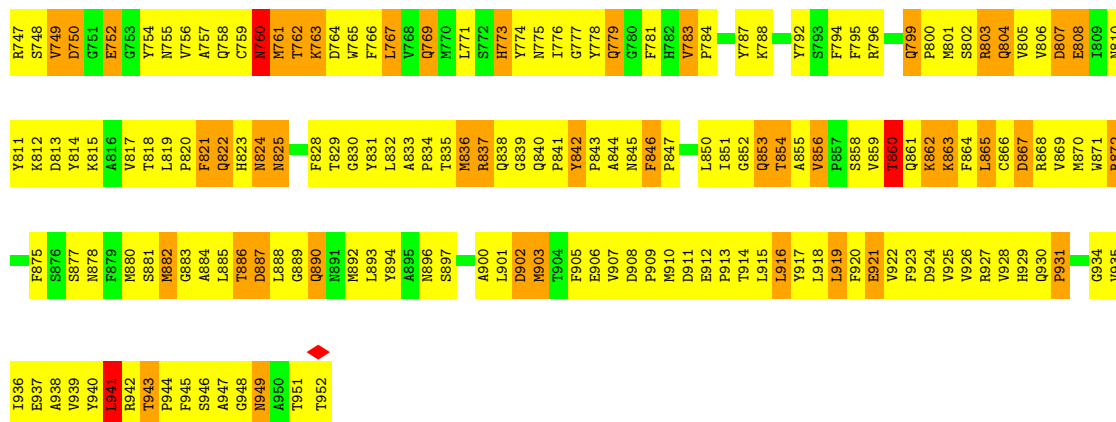 R747 S748 V749 D750 G751 E752 G753 Y754 N755 V756 A757 Q758 C759 N760 M761 T762 K763 D764 W765 F766 L767 V768 Q769 M770 L771 S772 H773 Y774 N775 I776 G777 Y778 Q779 G780 F781 H782 V783 P784 Y787 K788 Y792 S793 F794 F795 R796 Q799 P800 M801 S802 R803 Q804 V805 V806 D807 E808 I809 N810
Y811 K812 D813 Y814 K815 A816 V817 T818 L819 P820 F821 Q822 H823 N824 N825 F828 T829 G830 Y831 L832 A833 P834 T835 M836 R837 Q838 G839 Q840 P841 Y842 P843 A844 N845 F846 P847 L850 I851 G852 Q853 T854 A855 V856 P857 S858 V859 T860 Q861 K862 K863 F864 L865 C866 D867 R868 V869 M870 W871 R872
F875 S876 S877 N878 F879 M880 S881 M882 G883 A884 L885 T886 D887 L888 G889 Q890 N891 M892 L893 Y894 A895 N896 S897 A900 L901 D902 M903 T904 F905 E906 V907 D908 P909 M910 D911 E912 P913 T914 L915 L916 Y917 L918 L919 F920 E921 V922 F923 D924 V925 V926 R927 V928 H929 Q930 P931 G934 V935
I936 E937 A938 V939 Y940 L941 R942 T943 P944 F945 S946 A947 G948 N949 A950 T951 T952